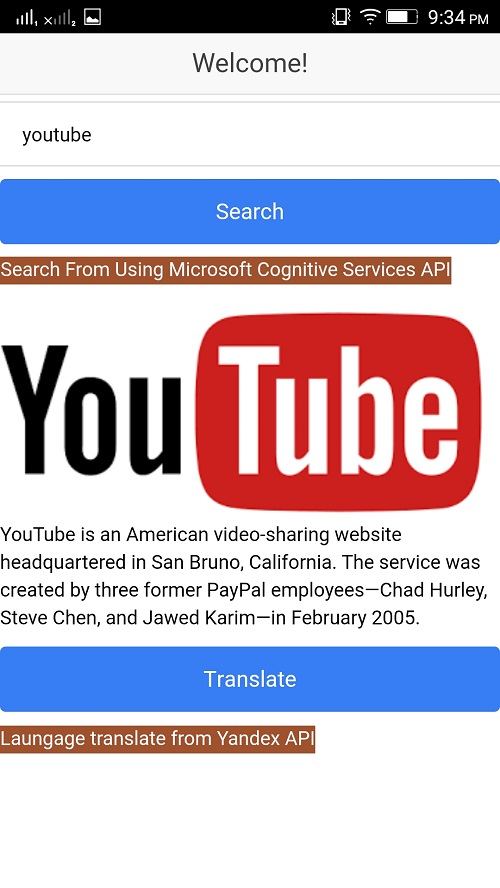 9:34 PM
Welcome!
youtube
Search
Search From Using Microsoft Cognitive Services API
YouTube
YouTube is an American video-sharing website
headquartered in San Bruno, California. The service was
created by three former PayPal employees—Chad Hurley,
Steve Chen, and Jawed Karim—in February 2005.
Translate
Laungage translate from Yandex API